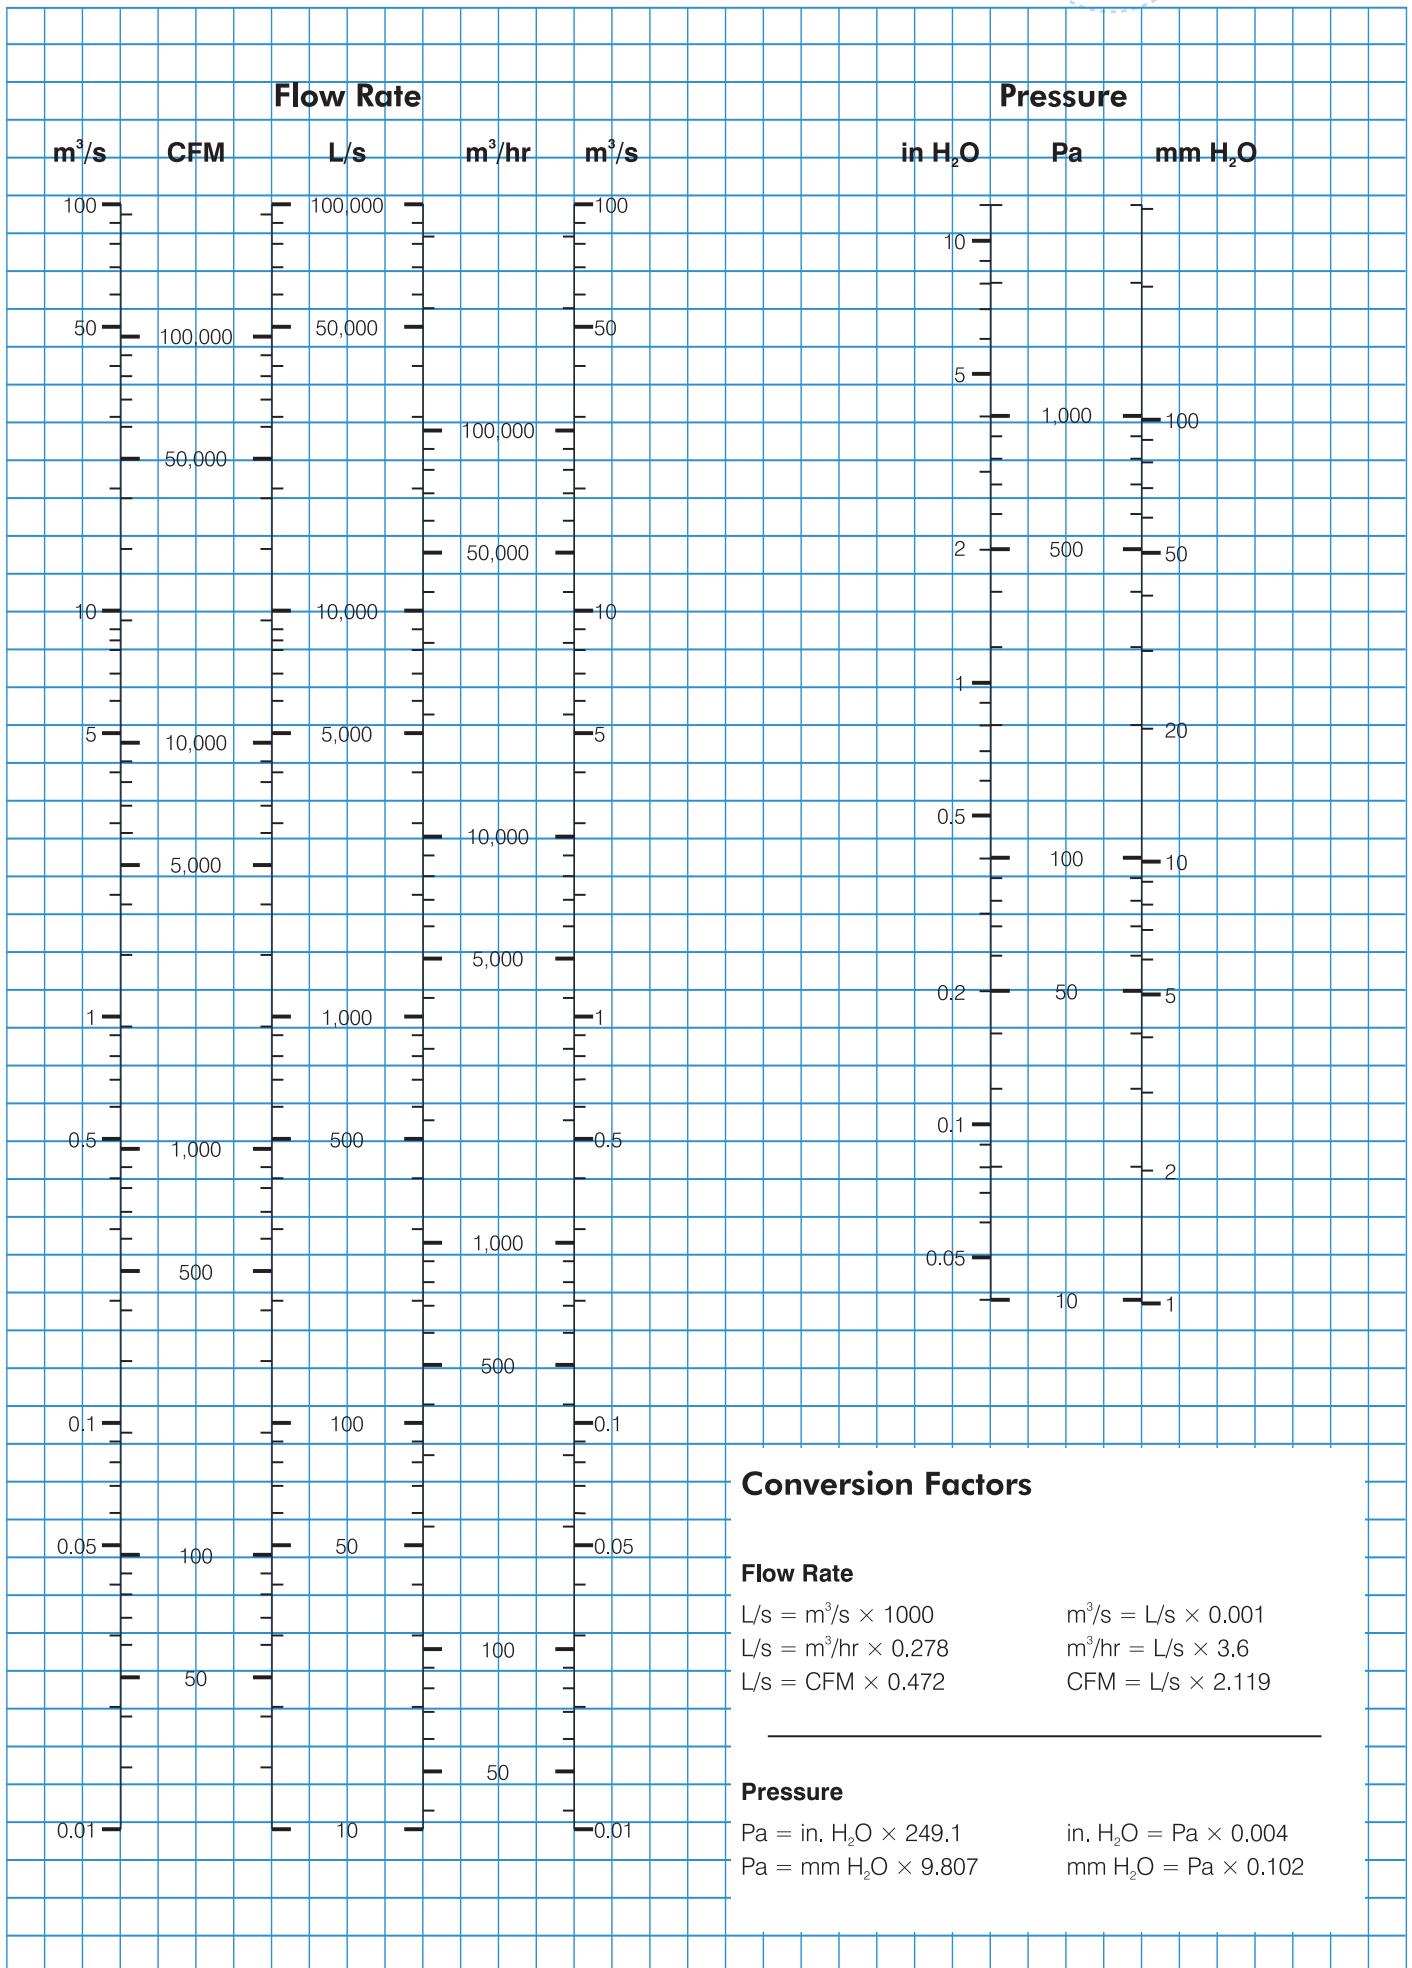 Flow Rate Pressure
m³/s CFM L/s m³/hr m³/s in H₂O Pa mm H₂O
100 100,000 100
10
50 50,000 50
100,000
5
1,000 100
100,000
50,000
2 500 50
50,000
10 10,000 10
1
20
5 5,000 5
10,000
0.5
10,000
100 10
5,000
5,000
0.2 50 5
1 1,000 1
0.1
0.5 500 0.5
1,000
2
1,000
0.05
500
10 1
500
0.1 100 0.1
Conversion Factors
0.05 50 0.05
100
Flow Rate
L/s = m³/s × 1000 m³/s = L/s × 0.001
L/s = m³/hr × 0.278 m³/hr = L/s × 3.6
100
L/s = CFM × 0.472 CFM = L/s × 2.119
50
50
Pressure
0.01 10 0.01
Pa = in. H₂O × 249.1 in. H₂O = Pa × 0.004
Pa = mm H₂O × 9.807 mm H₂O = Pa × 0.102